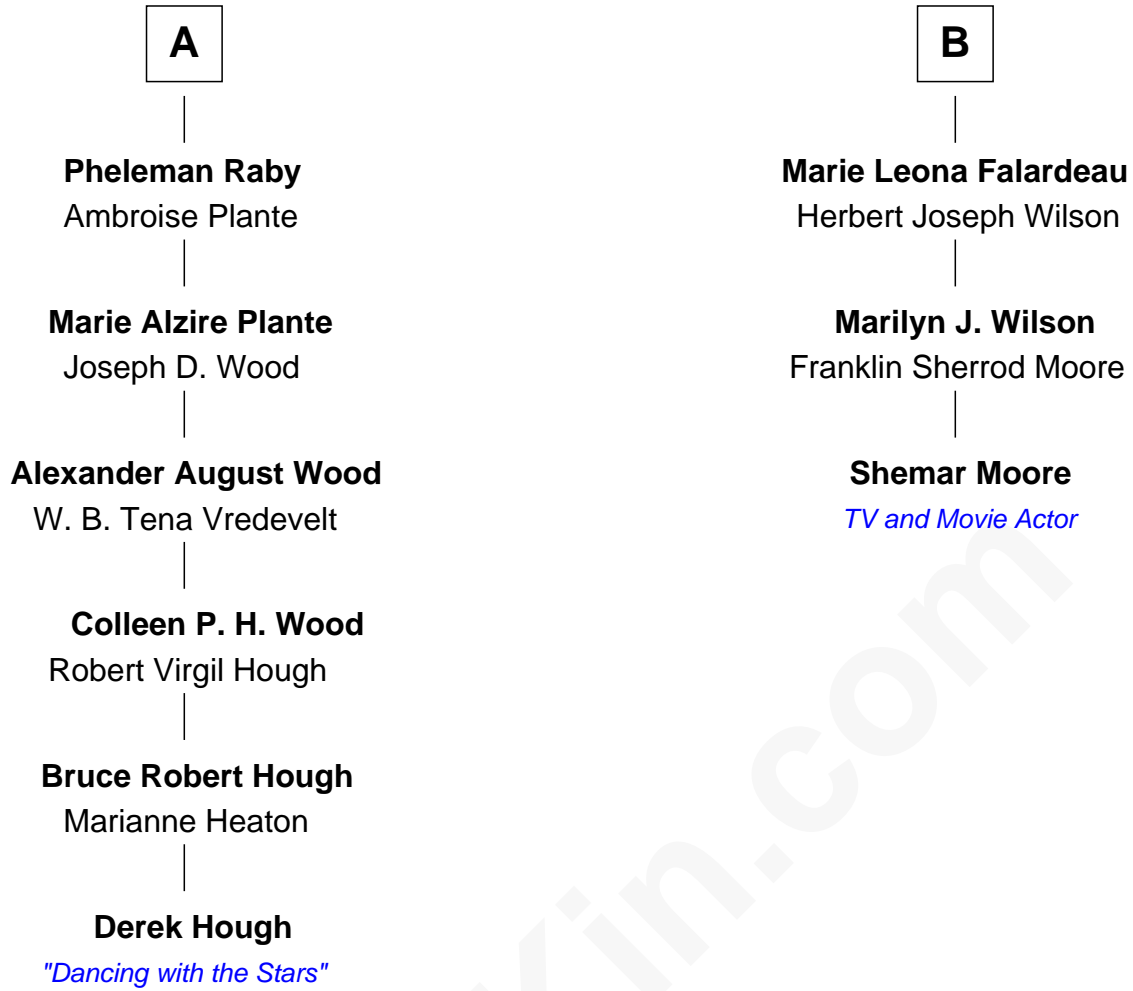 A
Pheleman Raby
Ambroise Plante
Marie Alzire Plante
Joseph D. Wood
Alexander August Wood
W. B. Tena Vredevelt
Colleen P. H. Wood
Robert Virgil Hough
Bruce Robert Hough
Marianne Heaton
Derek Hough
"Dancing with the Stars"
B
Marie Leona Falardeau
Herbert Joseph Wilson
Marilyn J. Wilson
Franklin Sherrod Moore
Shemar Moore
TV and Movie Actor
Kin.com